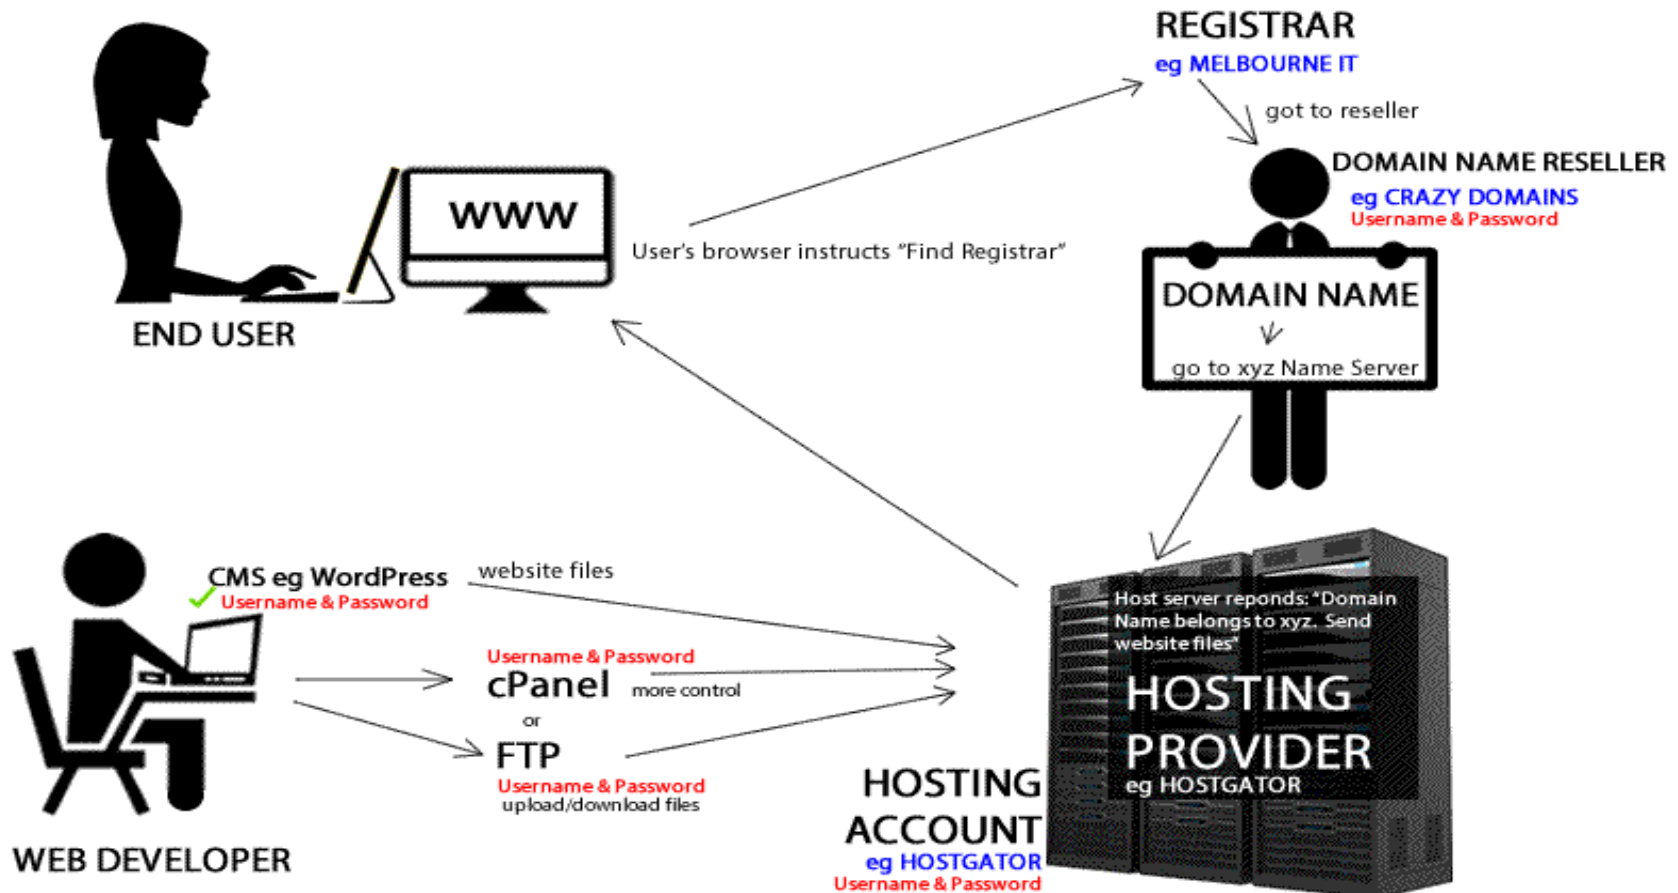 REGISTRAR
eg MELBOURNE IT
got to reseller
DOMAIN NAME RESELLER
eg CRAZY DOMAINS
Username & Password
WWW
User's browser instructs "Find Registrar"
DOMAIN NAME
go to xyz Name Server
END USER
CMS eg WordPress
Username & Password
website files
Username & Password
cPanel
more control
or
FTP
Username & Password
upload/download files
WEB DEVELOPER
Host server reponds: "Domain
Name belongs to xyz. Send
website files"
HOSTING
PROVIDER
eg HOSTGATOR
HOSTING
ACCOUNT
eg HOSTGATOR
Username & Password